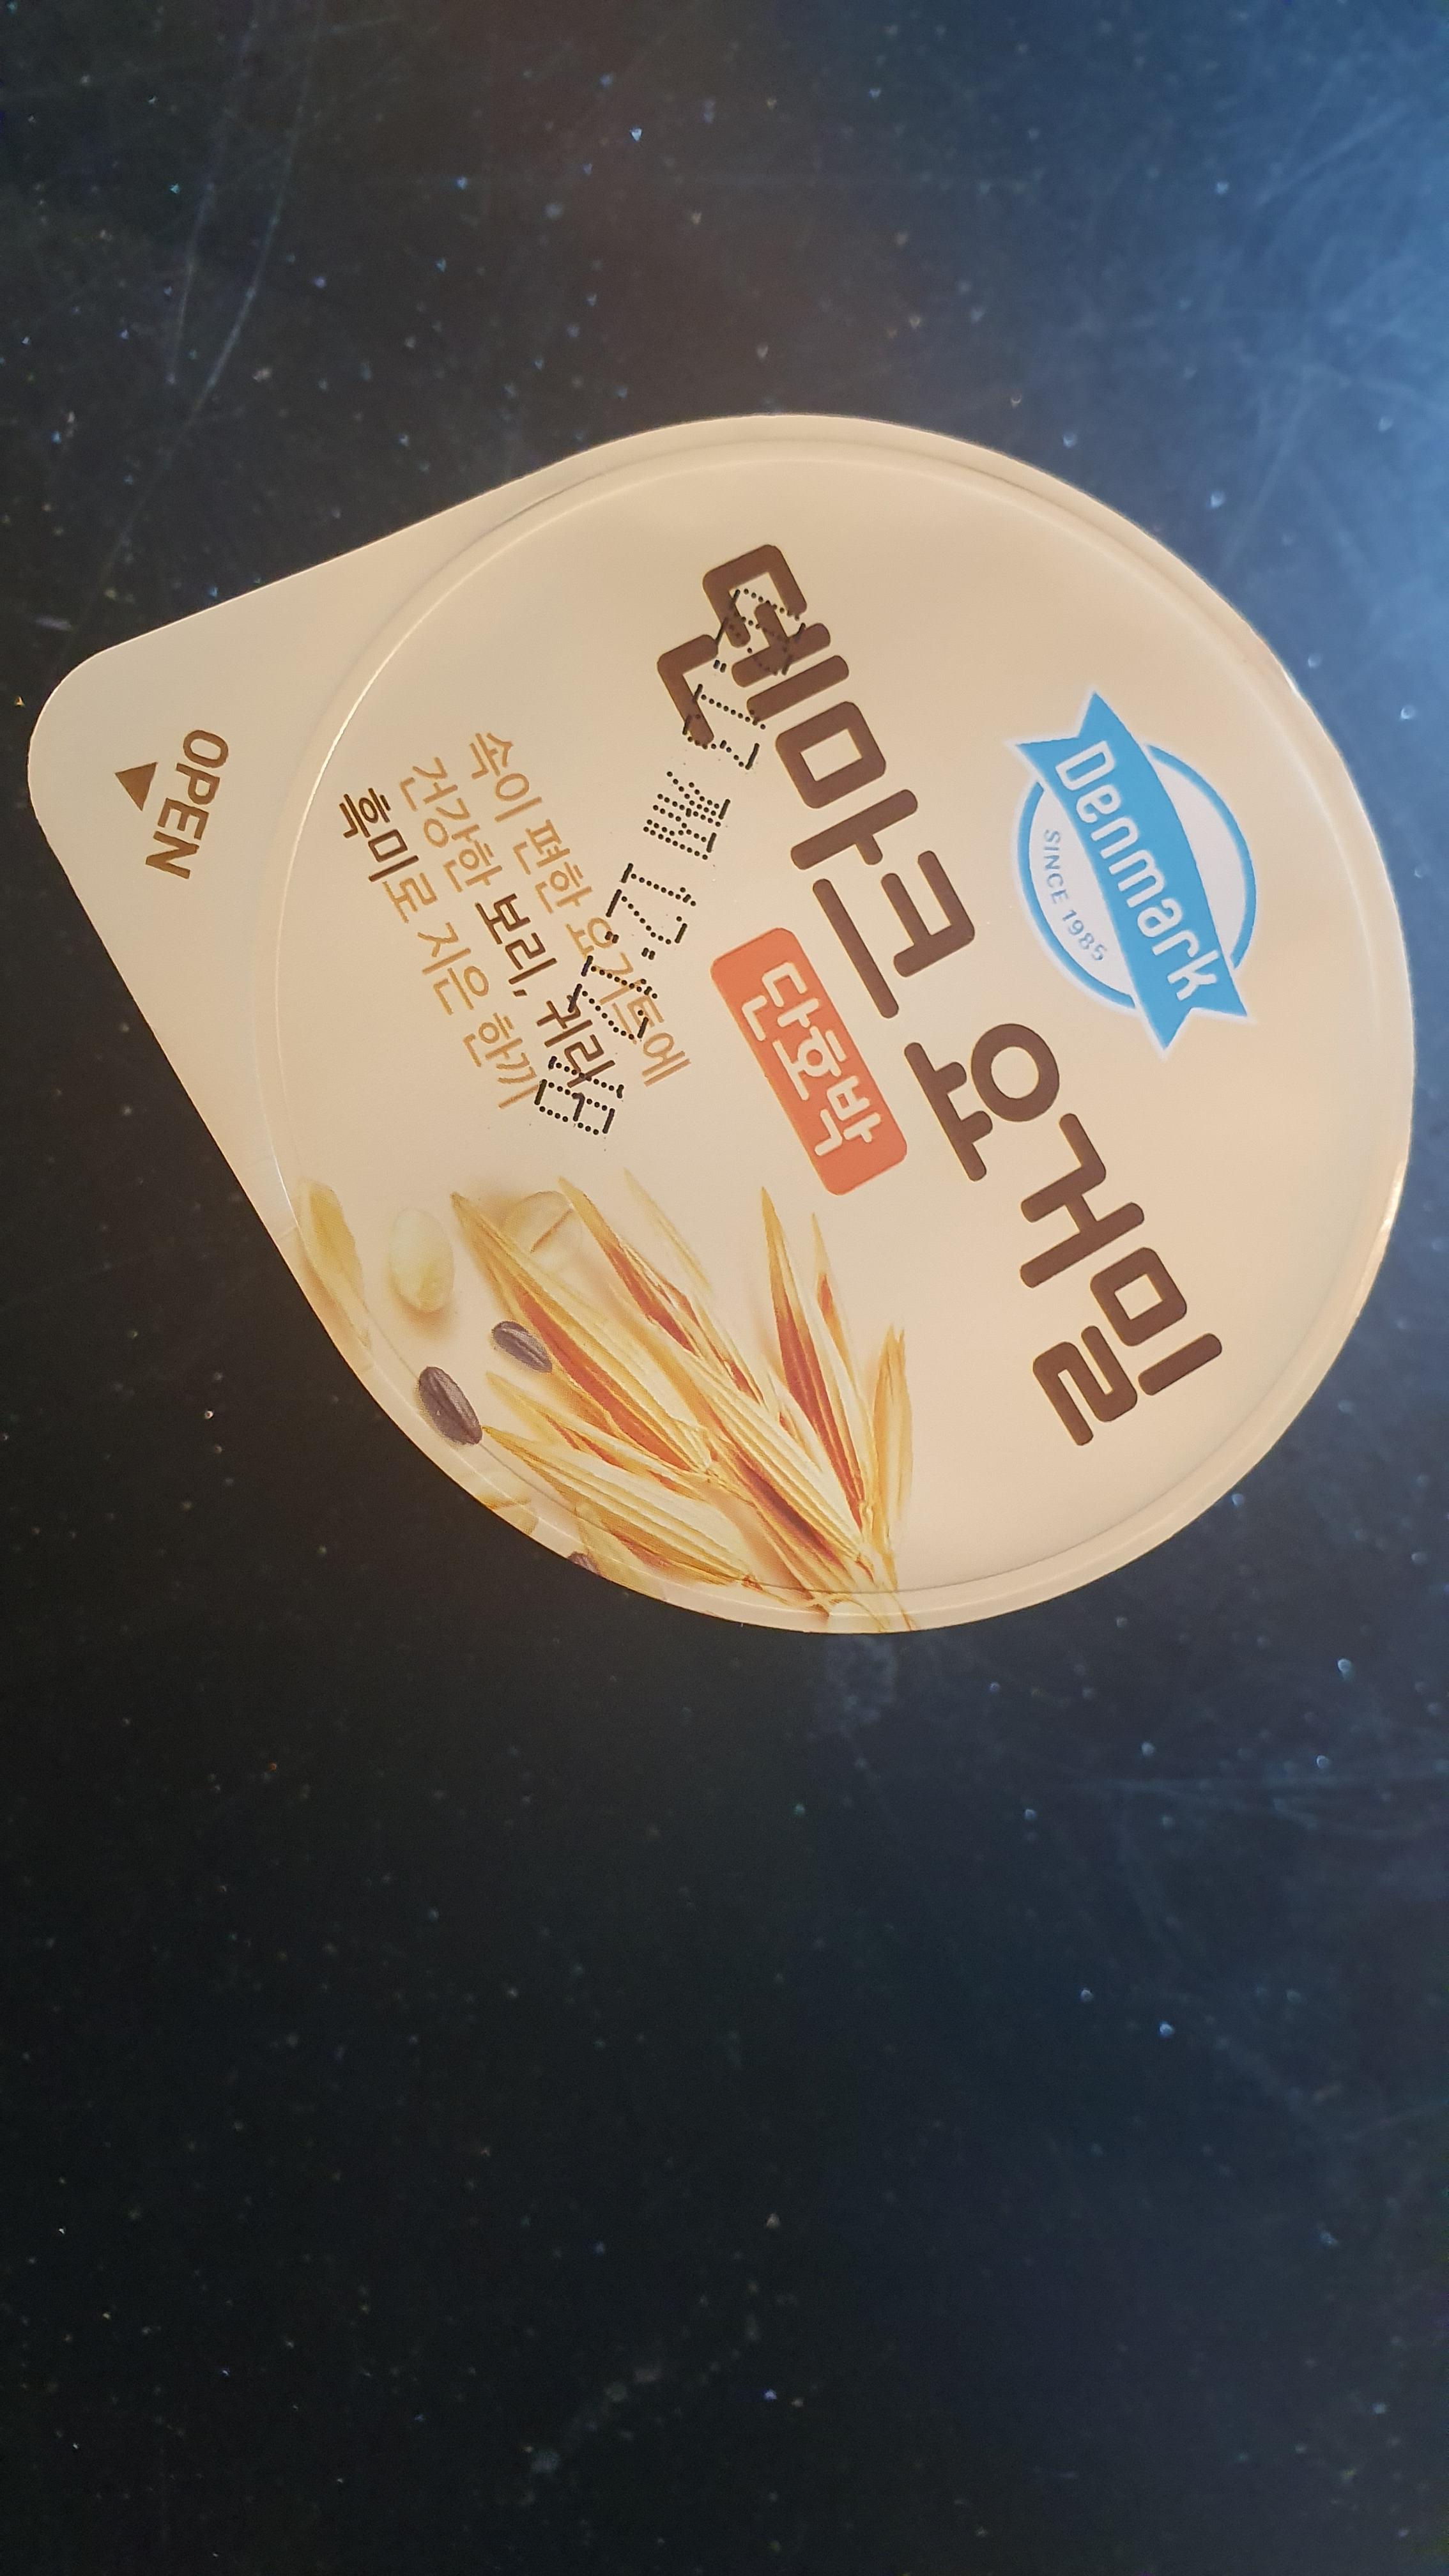 Denmark
SINCE 1985
덴마크 요거밀
단호박
속이 편한 요거트에
건강한 보리, 귀리,
흑미로 지은 한끼
OPEN